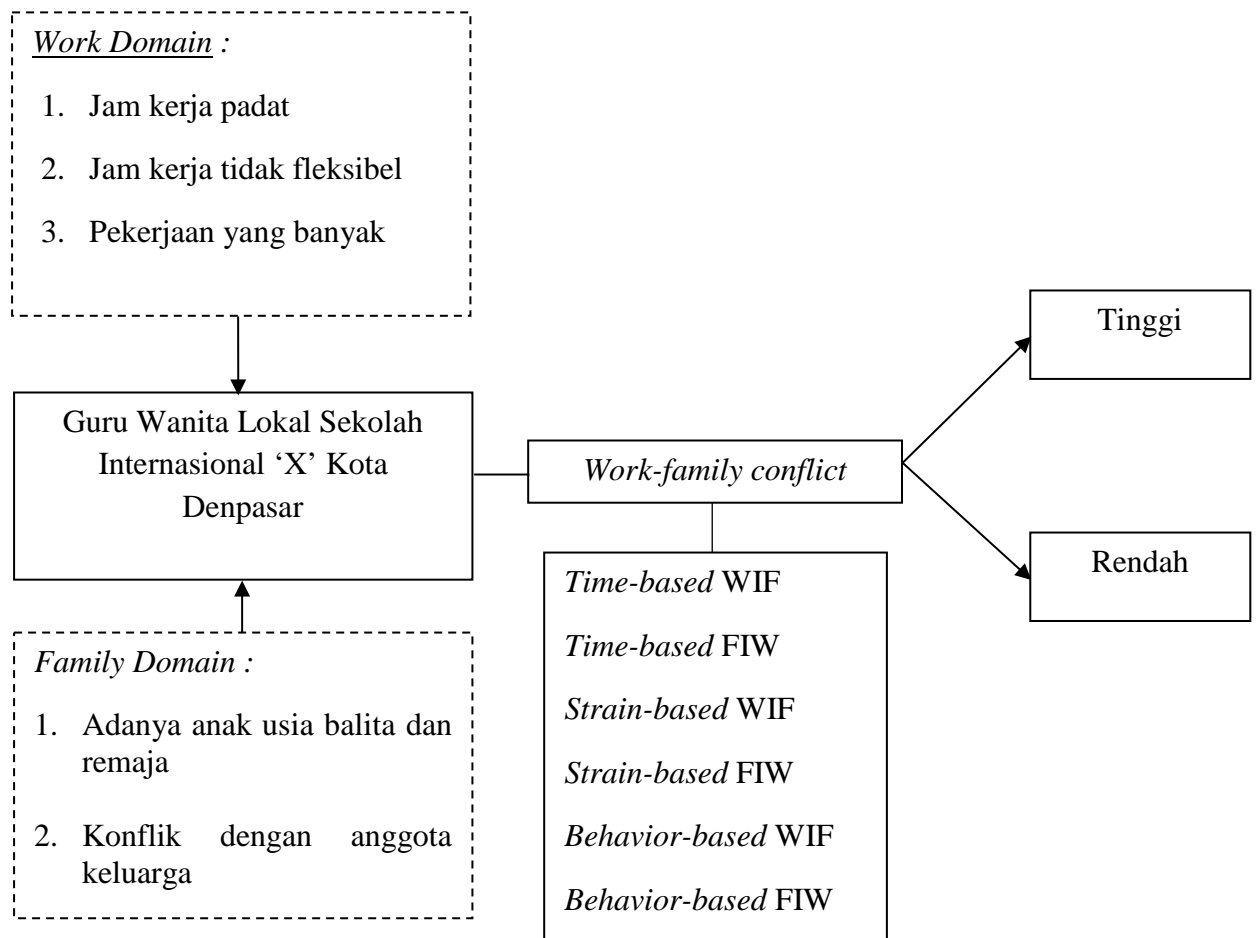 Work Domain :
1. Jam kerja padat
2. Jam kerja tidak fleksibel
3. Pekerjaan yang banyak
Guru Wanita Lokal Sekolah
Internasional ‘X’ Kota
Denpasar
Family Domain :
1. Adanya anak usia balita dan
remaja
2. Konflik dengan anggota
keluarga
Work-family conflict
Time-based WIF
Time-based FIW
Strain-based WIF
Strain-based FIW
Behavior-based WIF
Behavior-based FIW
Tinggi
Rendah